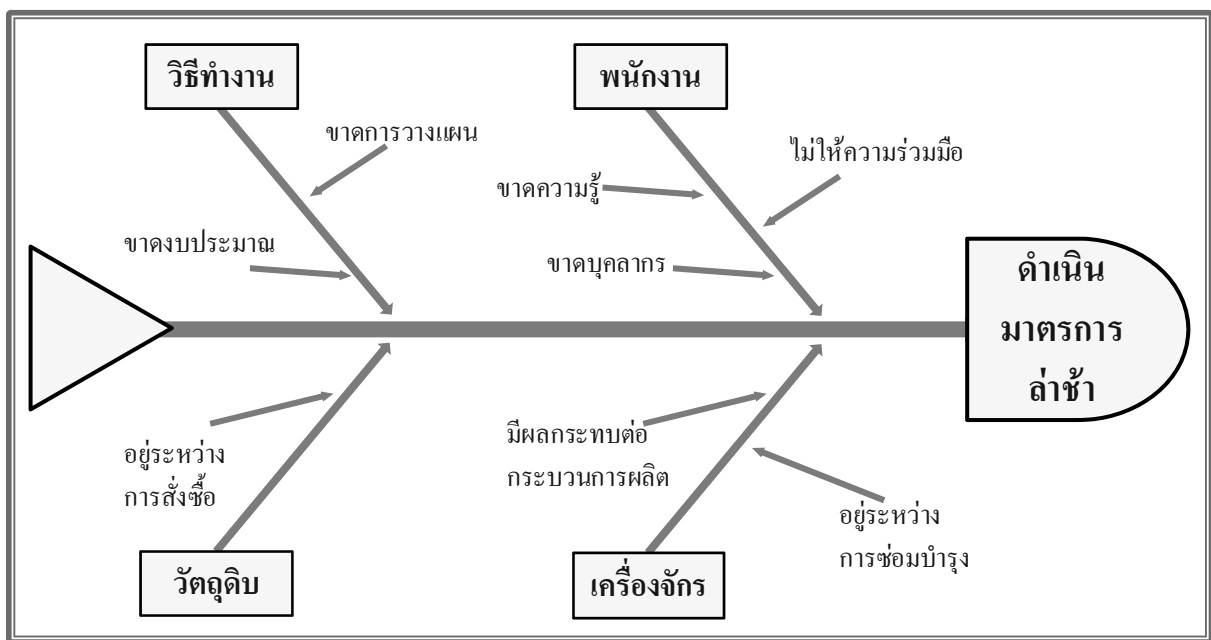 วิธีทำงาน
พนักงาน
ขาดการวางแผน
ไม่ให้ความร่วมมือ
ขาดความรู้
ขาดงบประมาณ
ขาดบุคลากร
ดำเนิน
มาตรการ
ล่าช้า
มีผลกระทบต่อ
กระบวนการผลิต
อยู่ระหว่าง
การสั่งซื้อ
อยู่ระหว่าง
การซ่อมบำรุง
วัตถุดิบ
เครื่องจักร